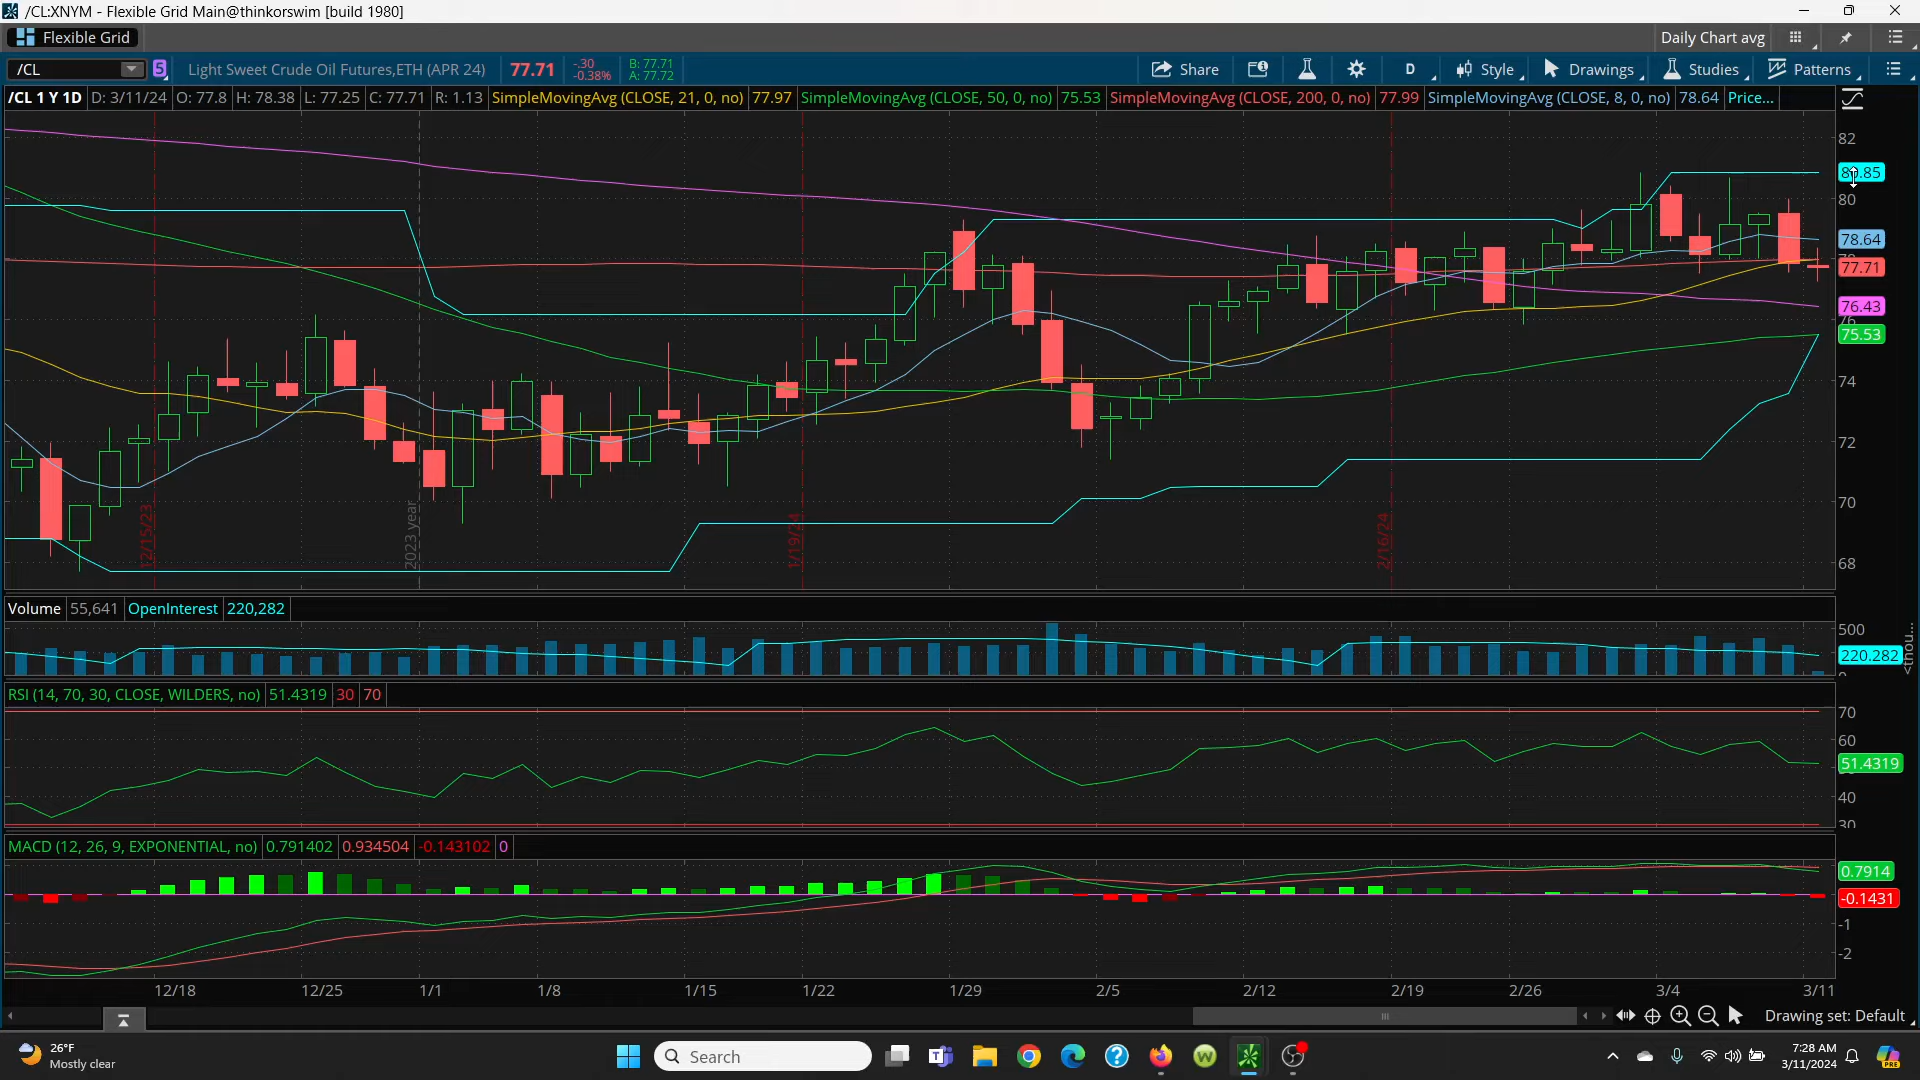 /CL:XNYM - Flexible Grid Main@thinkorswim [build 1980]
Flexible Grid
Daily Chart avg
/CL
5
Light Sweet Crude Oil Futures,ETH (APR 24)
77.71
-.30
-0.38%
B: 77.71
A: 77.72
Share
D
Style
Drawings
Studies
Patterns
/CL 1 Y 1D
D: 3/11/24
O: 77.8
H: 78.38
L: 77.25
C: 77.71
R: 1.13
SimpleMovingAvg (CLOSE, 21, 0, no)
77.97
SimpleMovingAvg (CLOSE, 50, 0, no)
75.53
SimpleMovingAvg (CLOSE, 200, 0, no)
77.99
SimpleMovingAvg (CLOSE, 8, 0, no)
78.64
Price...
82
80
78.64
77.71
76.43
76
75.53
74
72
70
68
12/15/23
2023 year
1/19/24
2/16/24
Volume
55,641
OpenInterest
220,282
500
220.282
RSI (14, 70, 30, CLOSE, WILDERS, no)
51.4319
30
70
70
60
51.4319
40
30
MACD (12, 26, 9, EXPONENTIAL, no)
0.791402
0.934504
-0.143102
0
0.7914
-0.1431
-1
-2
12/18
12/25
1/1
1/8
1/15
1/22
1/29
2/5
2/12
2/19
2/26
3/4
3/11
Drawing set: Default
26°F
Mostly clear
Search
7:28 AM
3/11/2024